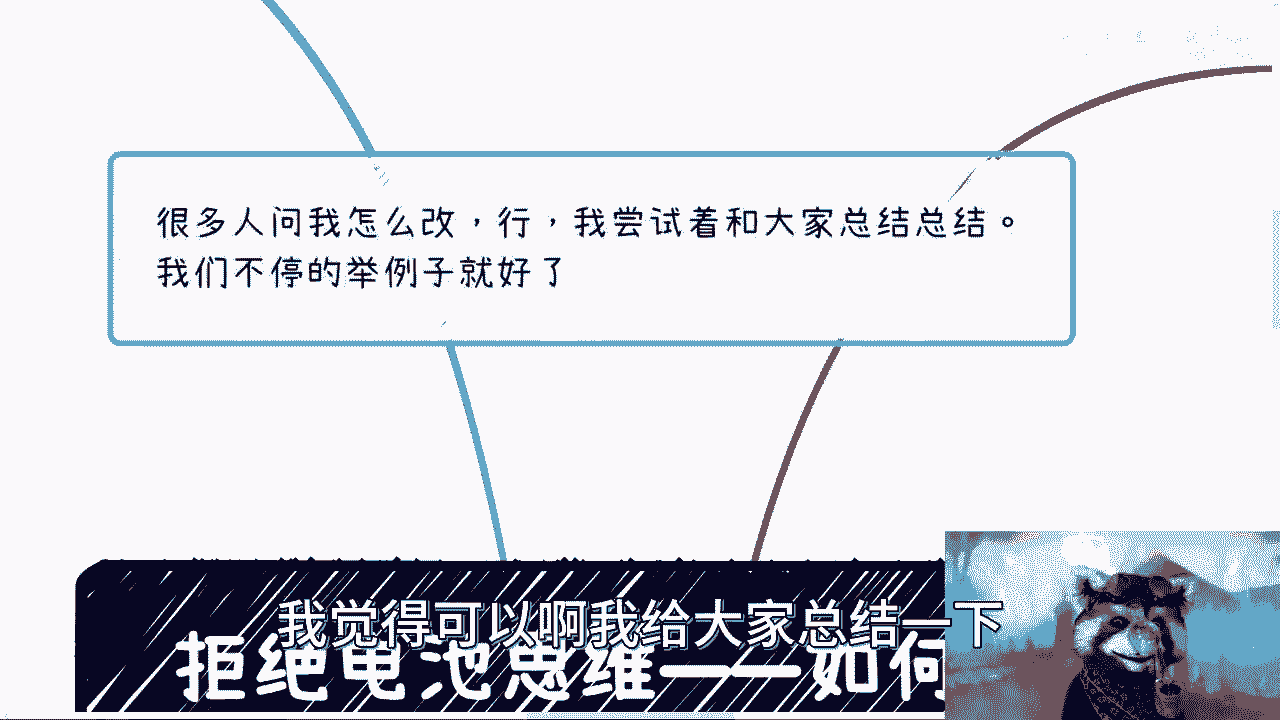 很多人问我怎么改，行，我尝试着和大家总结总结。
我们不停的举例子就好了
我觉得可以啊我给大家总结一下
拒绝电池思维——如何